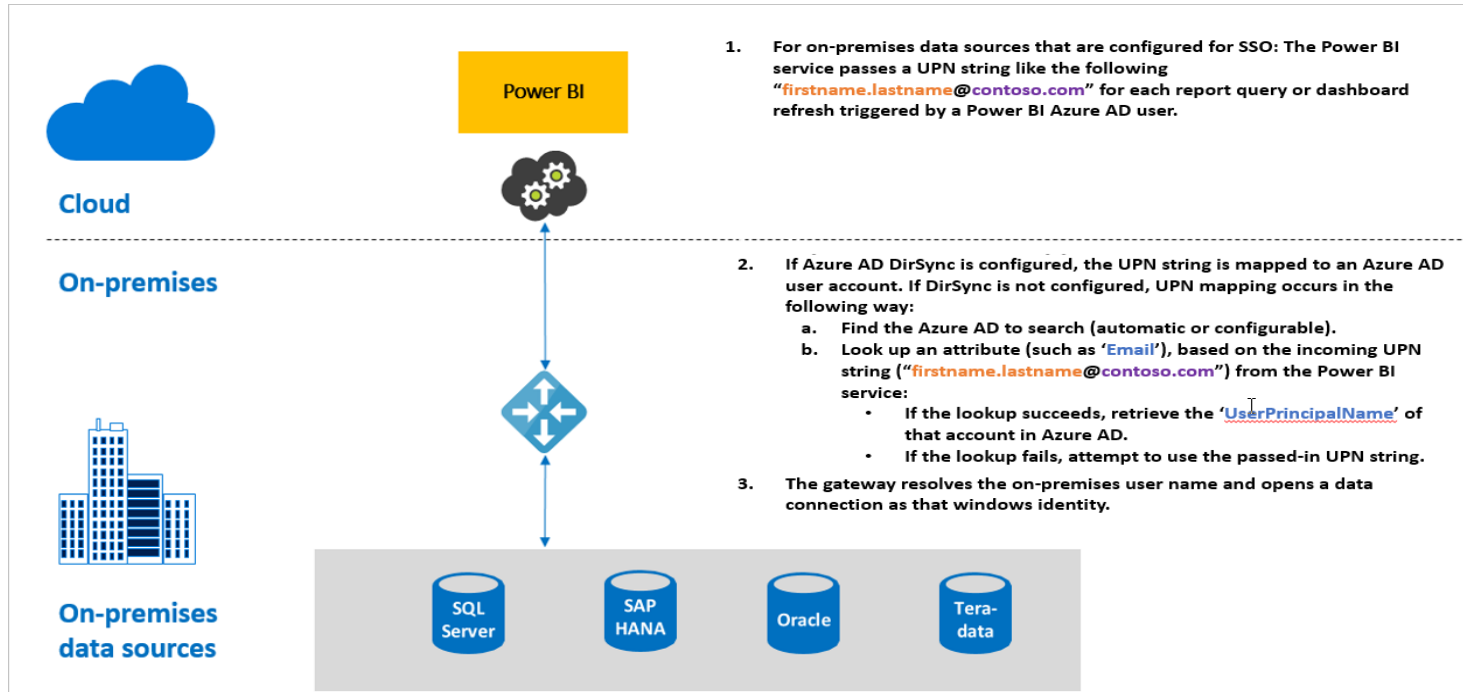 Power BI
1. For on-premises data sources that are configured for SSO: The Power BI
service passes a UPN string like the following
“firstname.lastname@contoso.com” for each report query or dashboard
refresh triggered by a Power BI Azure AD user.
Cloud
On-premises
2. If Azure AD DirSync is configured, the UPN string is mapped to an Azure AD
user account. If DirSync is not configured, UPN mapping occurs in the
following way:
a. Find the Azure AD to search (automatic or configurable).
b. Look up an attribute (such as ‘Email’), based on the incoming UPN
string (“firstname.lastname@contoso.com”) from the Power BI
service:
• If the lookup succeeds, retrieve the ‘UserPrincipalName’ of
that account in Azure AD.
• If the lookup fails, attempt to use the passed-in UPN string.
3. The gateway resolves the on-premises user name and opens a data
connection as that windows identity.
On-premises
data sources
SQL
Server
SAP
HANA
Oracle
Tera-
data